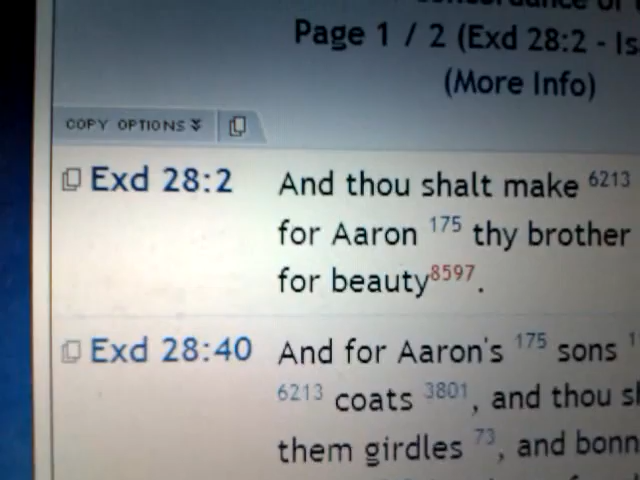 Page 1 / 2 (Exd 28:2 - Is
(More Info)
COPY OPTIONS
Exd 28:2 And thou shalt make 6213
for Aaron 175 thy brother
for beauty8597.
Exd 28:40 And for Aaron's 175 sons 1
6213 coats 3801, and thou
them girdles 73, and